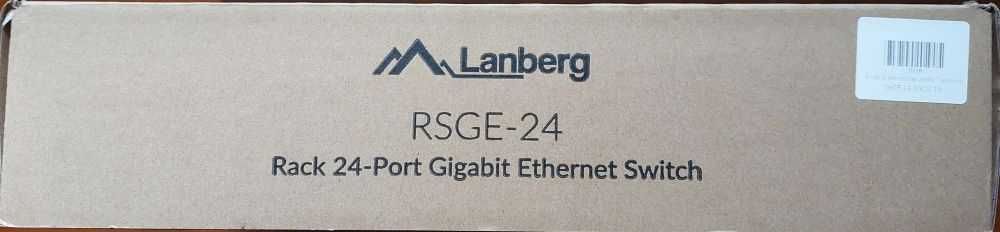 Lanberg
RSGE-24
Rack 24-Port Gigabit Ethernet Switch